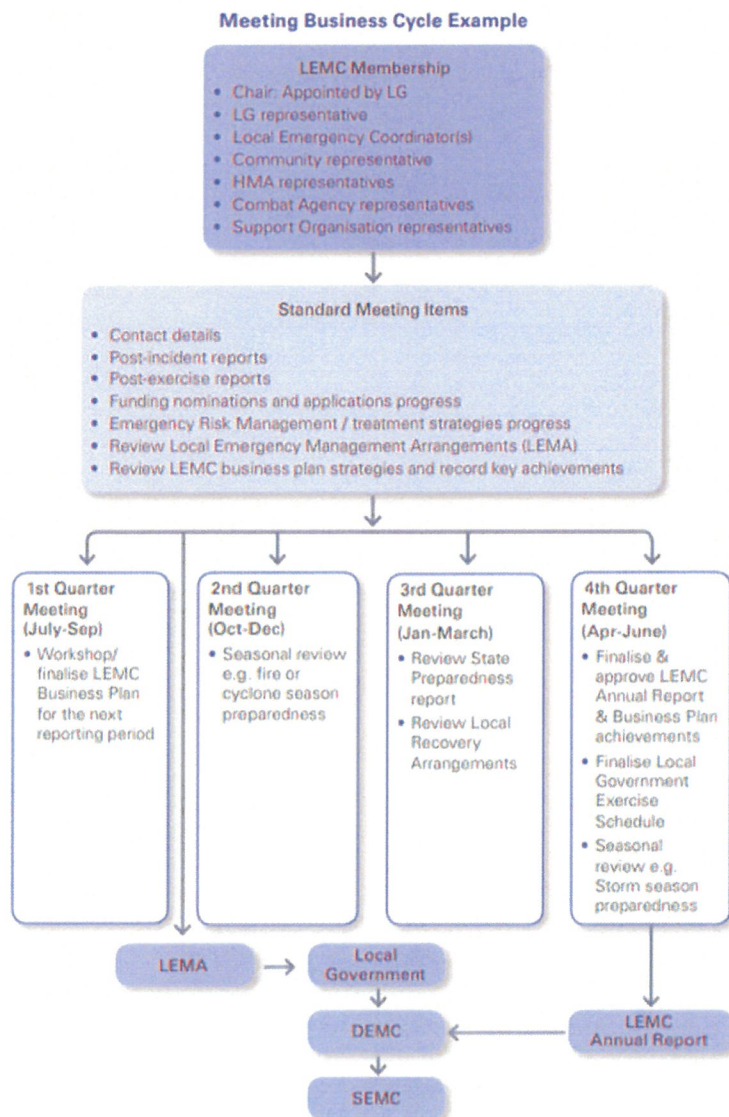 Meeting Business Cycle Example
LEMC Membership
• Chair: Appointed by LG
• LG representative
• Local Emergency Coordinator(s)
• Community representative
• HMA representatives
• Combat Agency representatives
• Support Organisation representatives
Standard Meeting Items
• Contact details
• Post-incident reports
• Post-exercise reports
• Funding nominations and applications progress
• Emergency Risk Management / treatment strategies progress
• Review Local Emergency Management Arrangements (LEMA)
• Review LEMC business plan strategies and record key achievements
1st Quarter
Meeting
(July-Sep)
• Workshop/
finalise LEMC
Business Plan
for the next
reporting period
2nd Quarter
Meeting
(Oct-Dec)
• Seasonal review
e.g. fire or
cyclone season
preparedness
3rd Quarter
Meeting
(Jan-March)
• Review State
Preparedness
report
• Review Local
Recovery
Arrangements
4th Quarter
Meeting
(Apr-June)
• Finalise &
approve LEMC
Annual Report
& Business Plan
achievements
• Finalise Local
Government
Exercise
Schedule
• Seasonal
review e.g.
Storm season
preparedness
LEMA
Local
Government
DEMC
LEMC
Annual Report
SEMC